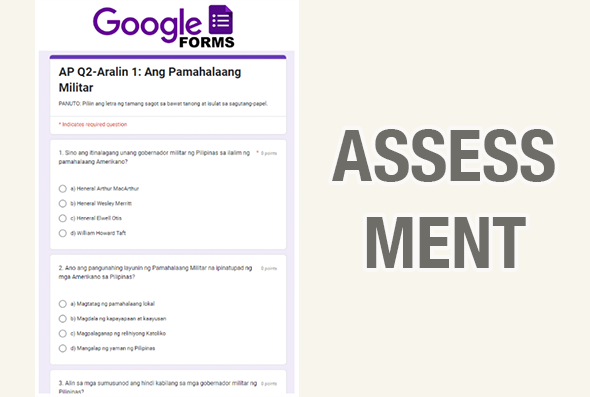 Google
FORMS
AP Q2-Aralin 1: Ang Pamahalaang
Militar
PANUTO: Piliin ang letra ng tamang sagot sa bawat tanong at isulat sa sagutang-papel.
* Indicates required question
1. Sino ang itinalagang unang gobernador militar ng Pilipinas sa ilalim ng * 5 points
pamahalaang Amerikano?
a) Heneral Arthur MacArthur
b) Heneral Wesley Merritt
c) Heneral Elwell Otis
d) William Howard Taft
2. Ano ang pangunahing layunin ng Pamahalaang Militar na ipinatupad ng 5 points
mga Amerikano sa Pilipinas?
a) Magtatag ng pamahalaang lokal
b) Magdala ng kapayapaan at kaayusan
c) Magpalaganap ng relihiyong Katoliko
d) Mangalap ng yaman ng Pilipinas
3. Alin sa mga sumusunod ang hindi kabilang sa mga gobernador militar ng 5 points
Pilipinas?
ASSESS
MENT